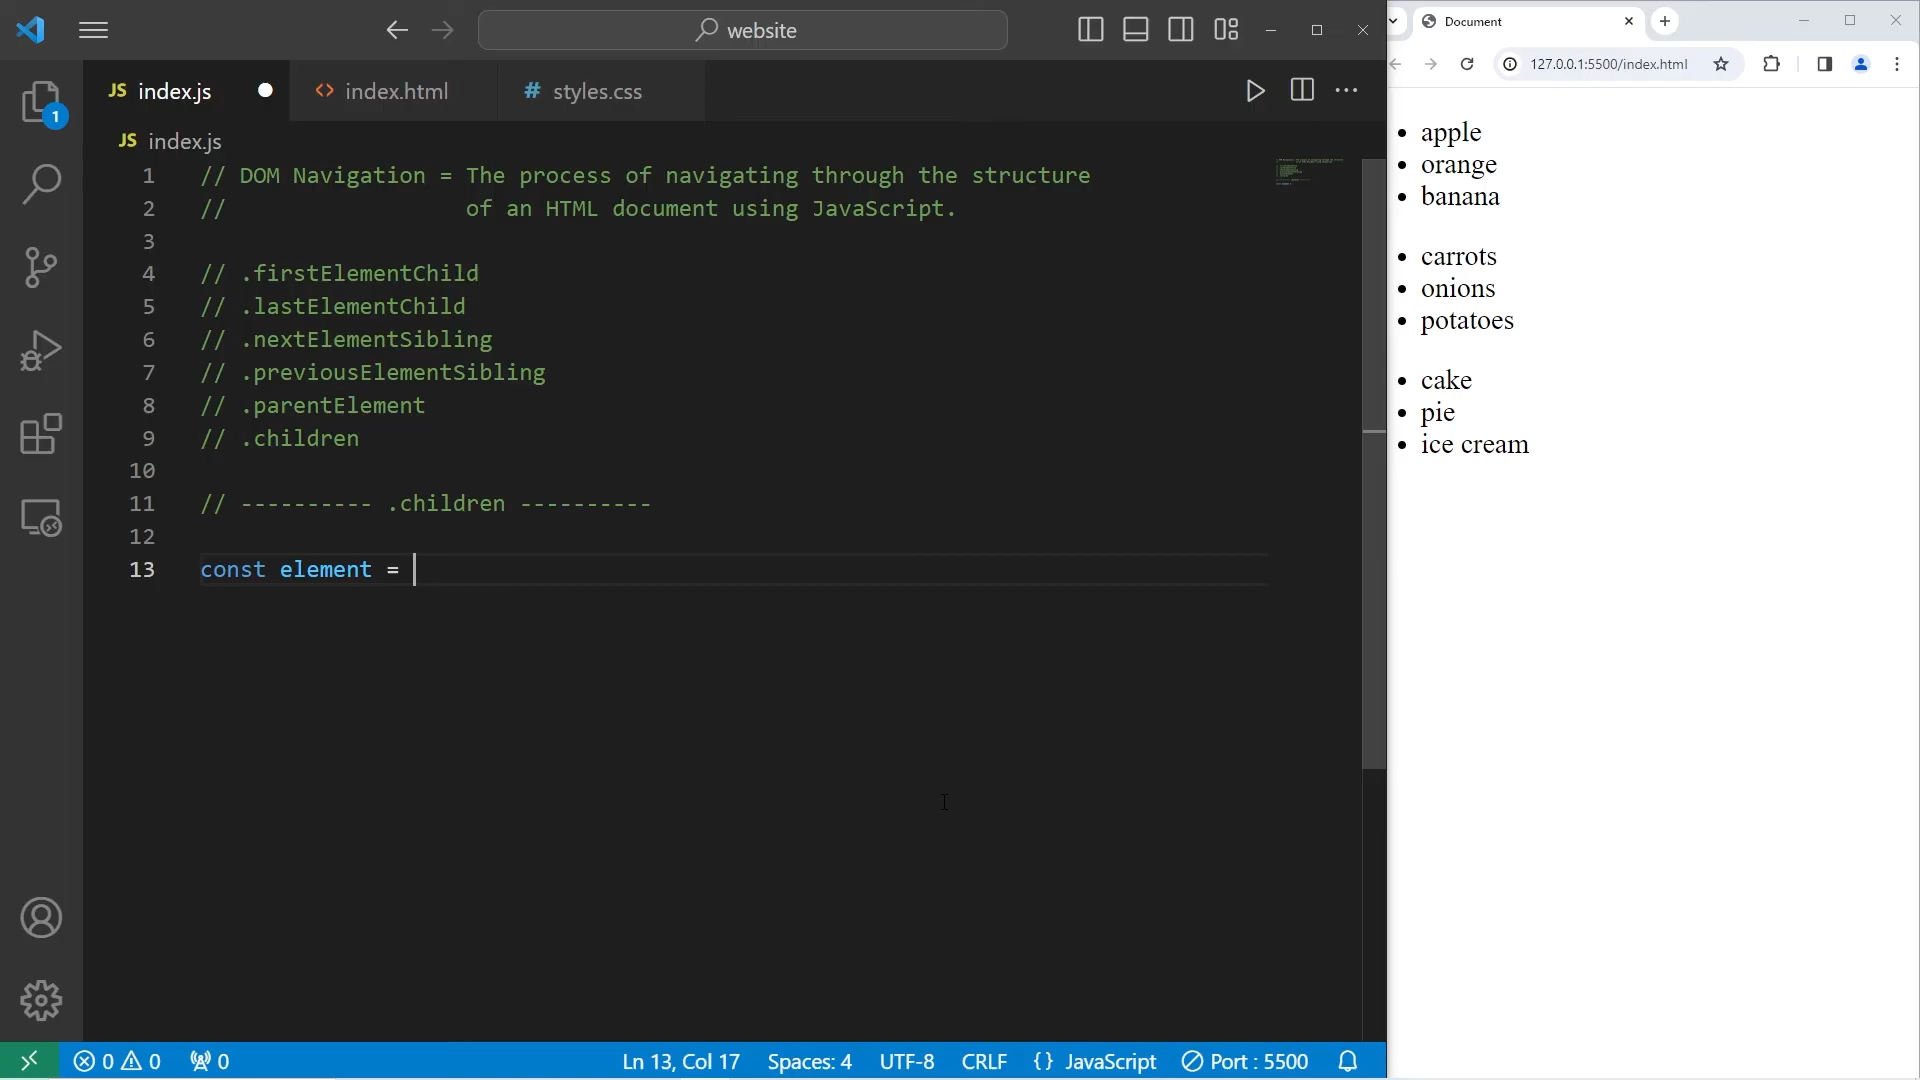 website
JS index.js
<> index.html
# styles.css
JS index.js
1 // DOM Navigation = The process of navigating through the structure
2 // of an HTML document using JavaScript.
3
4 // .firstElementChild
5 // .lastElementChild
6 // .nextElementSibling
7 // .previousElementSibling
8 // .parentElement
9 // .children
10
11 // ---------- .children ----------
12
13 const element =
1
0 0 0
Ln 13, Col 17
Spaces: 4
UTF-8
CRLF
{ } JavaScript
Port : 5500
Document
127.0.0.1:5500/index.html
• apple
• orange
• banana
• carrots
• onions
• potatoes
• cake
• pie
• ice cream